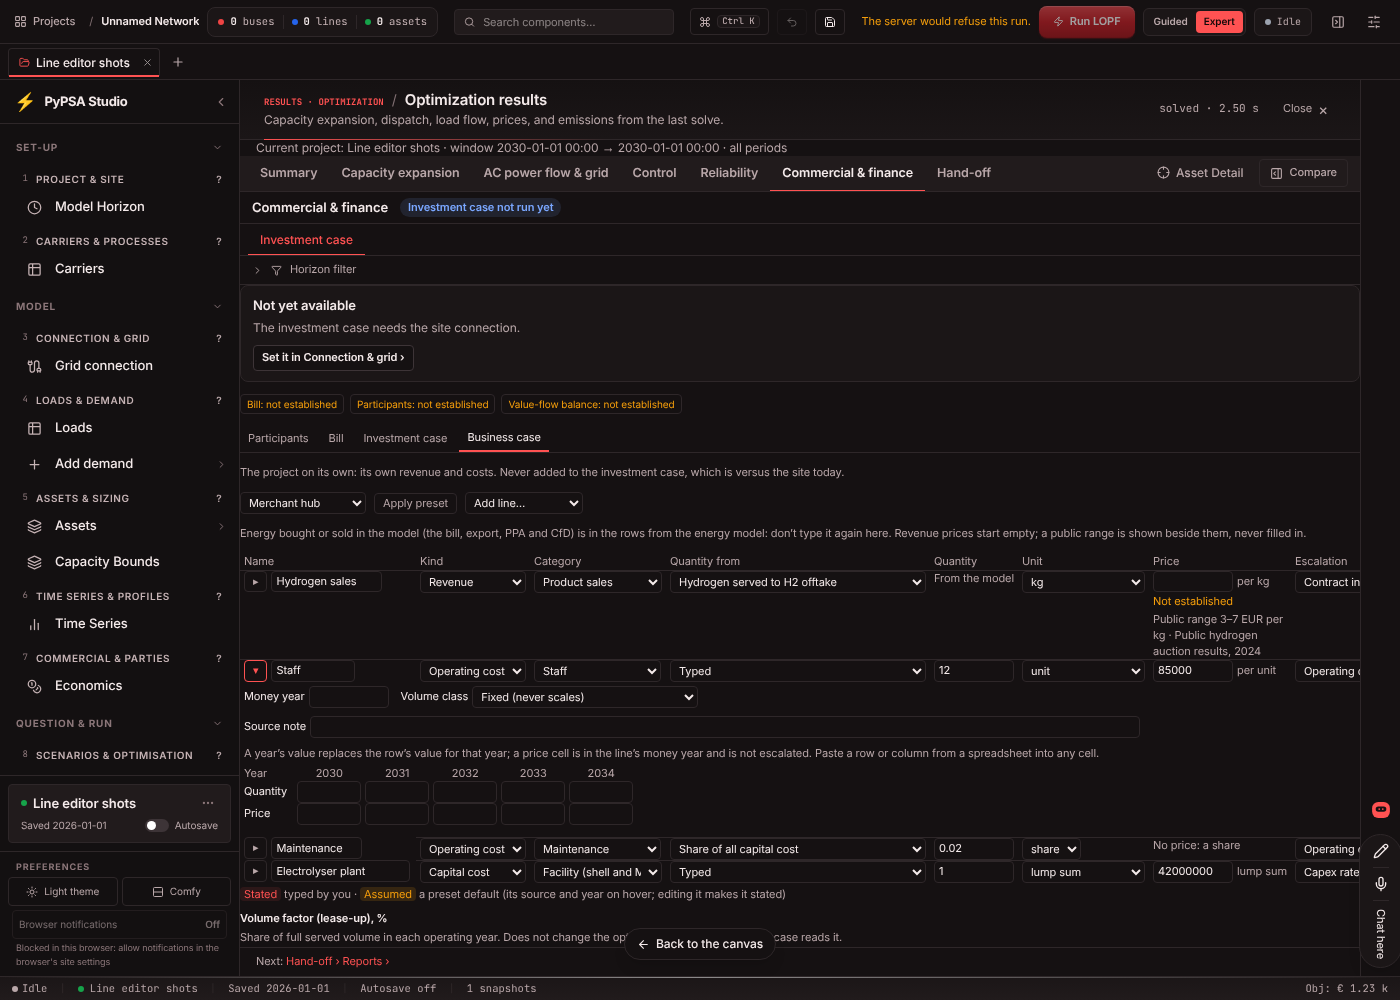 Projects / Unnamed Network 0 buses 0 lines 0 assets Search components... ⌘ Ctrl K The server would refuse this run. Run LOPF Guided Expert Idle
Line editor shots × +
PyPSA Studio
SET-UP
1 PROJECT & SITE ?
Model Horizon
2 CARRIERS & PROCESSES ?
Carriers
MODEL
3 CONNECTION & GRID ?
Grid connection
4 LOADS & DEMAND ?
Loads
Add demand
5 ASSETS & SIZING ?
Assets
Capacity Bounds
6 TIME SERIES & PROFILES ?
Time Series
7 COMMERCIAL & PARTIES ?
Economics
QUESTION & RUN
8 SCENARIOS & OPTIMISATION ?
Line editor shots ...
Saved 2026-01-01 Autosave
PREFERENCES
Light theme Comfy
Browser notifications Off
Blocked in this browser: allow notifications in the
browser's site settings
RESULTS · OPTIMIZATION / Optimization results
Capacity expansion, dispatch, load flow, prices, and emissions from the last solve.
solved · 2.50 s Close ×
Current project: Line editor shots · window 2030-01-01 00:00 → 2030-01-01 00:00 · all periods
Summary Capacity expansion AC power flow & grid Control Reliability Commercial & finance Hand-off Asset Detail Compare
Commercial & finance Investment case not run yet
Investment case
Horizon filter
Not yet available
The investment case needs the site connection.
Set it in Connection & grid ›
Bill: not established Participants: not established Value-flow balance: not established
Participants Bill Investment case Business case
The project on its own: its own revenue and costs. Never added to the investment case, which is versus the site today.
Merchant hub Apply preset Add line...
Energy bought or sold in the model (the bill, export, PPA and CfD) is in the rows from the energy model: don't type it again here. Revenue prices start empty; a public range is shown beside them, never filled in.
Name Kind Category Quantity from Quantity Unit Price Escalation
Hydrogen sales Revenue Product sales Hydrogen served to H2 offtake From the model kg per kg Contract in
Not established
Public range 3–7 EUR per
kg · Public hydrogen
auction results, 2024
Staff Operating cost Staff Typed 12 unit 85000 per unit Operating c
Money year Volume class Fixed (never scales)
Source note
A year's value replaces the row's value for that year; a price cell is in the line's money year and is not escalated. Paste a row or column from a spreadsheet into any cell.
Year 2030 2031 2032 2033 2034
Quantity
Price
Maintenance Operating cost Maintenance Share of all capital cost 0.02 share No price: a share Operating c
Electrolyser plant Capital cost Facility (shell and M Typed 1 lump sum 42000000 lump sum Capex rate
Stated typed by you · Assumed a preset default (its source and year on hover; editing it makes it stated)
Volume factor (lease-up), %
Share of full served volume in each operating year. Does not change the op case reads it.
← Back to the canvas
Next: Hand-off › Reports ›
Chat here
Idle Line editor shots Saved 2026-01-01 Autosave off 1 snapshots Obj: € 1.23 k